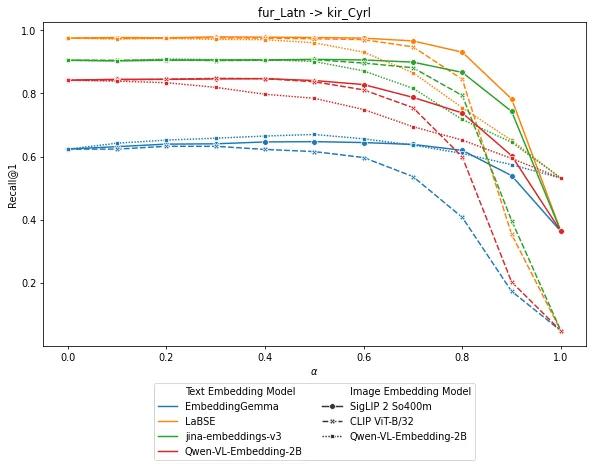 fur_Latn -> kir_Cyrl
Recall@1
1.0
0.8
0.6
0.4
0.2
0.0 0.2 0.4 0.6 0.8 1.0
α
Text Embedding Model
EmbeddingGemma
LaBSE
jina-embeddings-v3
Qwen-VL-Embedding-2B
Image Embedding Model
SigLIP 2 So400m
CLIP ViT-B/32
Qwen-VL-Embedding-2B